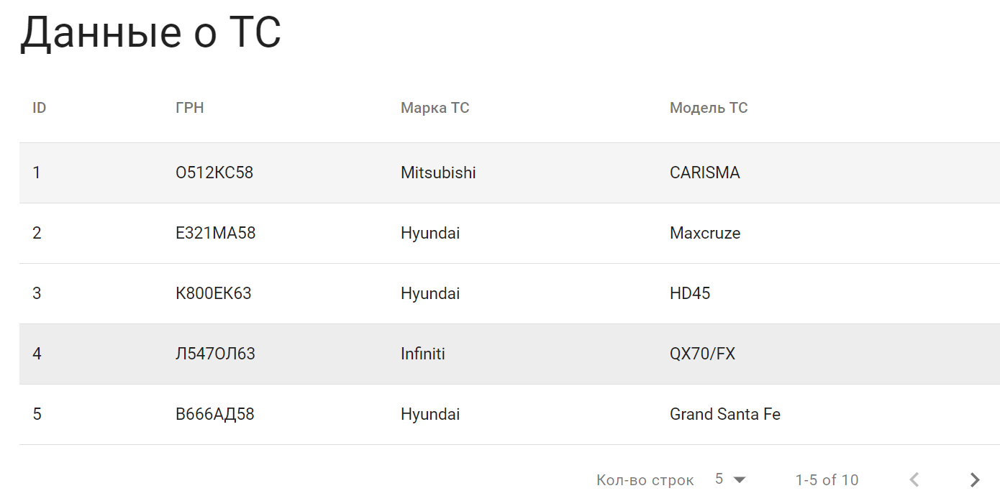 Данные о ТС
ID ГРН Марка ТС Модель ТС
1 О512КС58 Mitsubishi CARISMA
2 Е321МА58 Hyundai Maxcruze
3 К800ЕК63 Hyundai HD45
4 Л547ОЛ63 Infiniti QX70/FX
5 В666АД58 Hyundai Grand Santa Fe
Кол-во строк 5 1-5 of 10